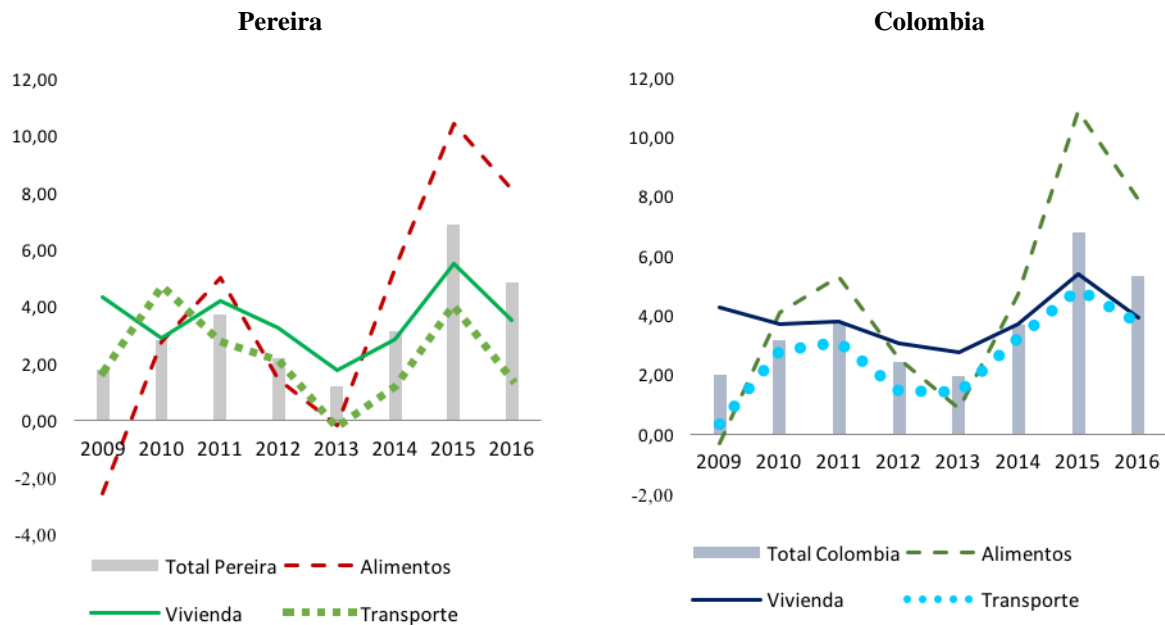 Pereira
12,00
10,00
8,00
6,00
4,00
2,00
0,00
-2,00
-4,00
2009 2010 2011 2012 2013 2014 2015 2016
Total Pereira Alimentos
Vivienda Transporte
Colombia
12,00
10,00
8,00
6,00
4,00
2,00
0,00
-2,00
2009 2010 2011 2012 2013 2014 2015 2016
Total Colombia Alimentos
Vivienda Transporte